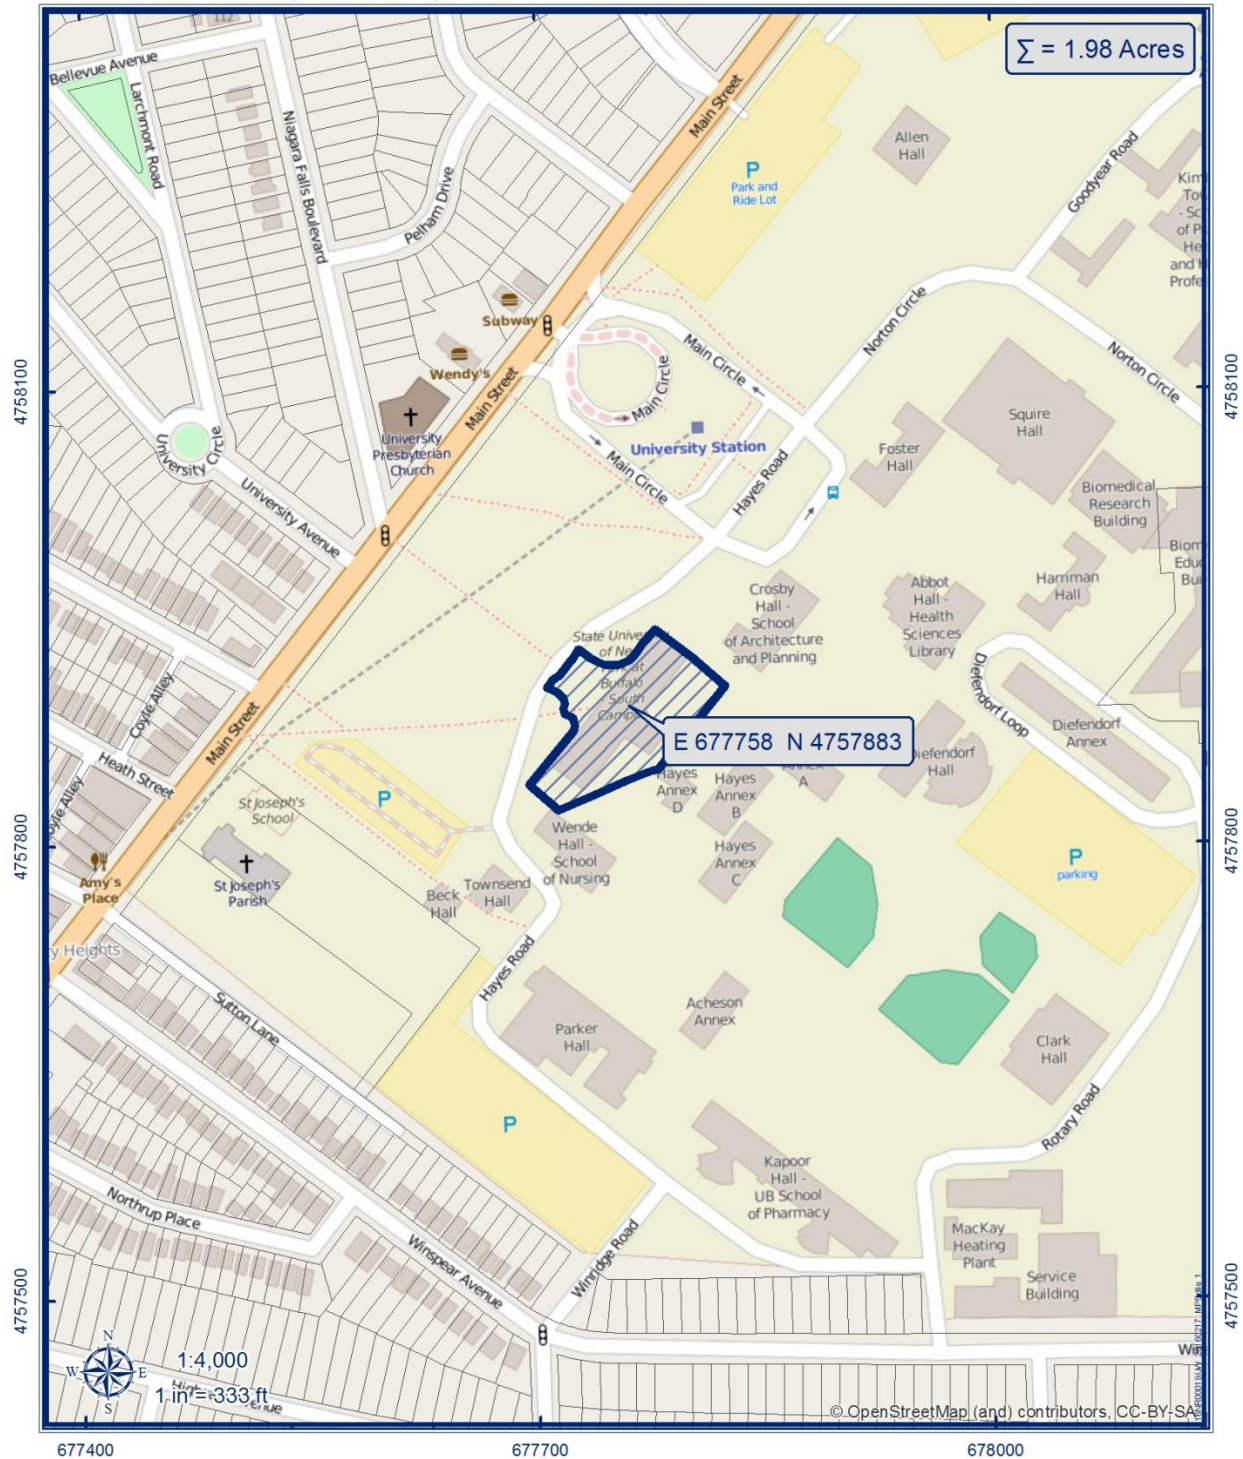 112
Σ = 1.98 Acres
Bellevue Avenue
Larchmont Road
Niagara Falls Boulevard
Pelham Drive
Main Street
P
Park and
Ride Lot
Allen
Hall
Goodyear Road
Subway
Wendy's
Main Street
University
Presbyterian
Church
University Circle
University Avenue
Main Circle
Main Circle
Main Circle
University Station
Hayes Road
Norton Circle
Norton Circle
Squire
Hall
Foster
Hall
Biomedical
Research
Building
Harriman
Hall
Abbot
Hall -
Health
Sciences
Library
Crosby
Hall -
School
of Architecture
and Planning
Diefendorf Loop
Diefendorf
Annex
E 677758 N 4757883
Hall
Hayes
Annex
D
Hayes
Annex
B
A
Hayes
Annex
C
Wende
Hall -
School
of Nursing
Coyle Alley
Main Street
Heath Street
St Joseph's
School
P
St Joseph's
Parish
Amy's
Place
Beck
Hall
Townsend
Hall
P
parking
Heights
Sutton Lane
Hayes Road
Parker
Hall
Acheson
Annex
Clark
Hall
Rotary Road
P
Kapoor
Hall -
UB School
of Pharmacy
Northrup Place
Winspear Avenue
Winridge Road
MacKay
Heating
Plant
Service
Building
N
W E
S
1:4,000
1 in = 333 ft
© OpenStreetMap (and) contributors, CC-BY-SA
4758100
4757800
4757500
4758100
4757800
4757500
677400
677700
678000